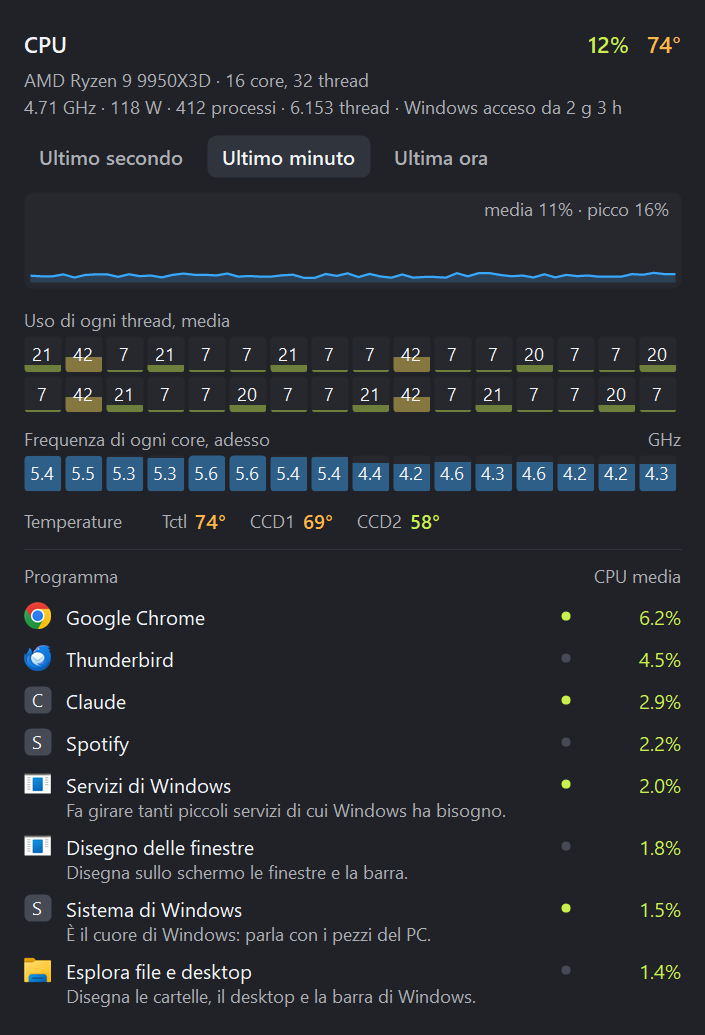 CPU 12% 74°
AMD Ryzen 9 9950X3D · 16 core, 32 thread
4.71 GHz · 118 W · 412 processi · 6.153 thread · Windows acceso da 2 g 3 h
Ultimo secondo Ultimo minuto Ultima ora
media 11% · picco 16%
Uso di ogni thread, media
21 42 7 21 7 7 21 7 7 42 7 7 20 7 7 20
7 42 21 7 7 20 7 7 21 42 7 21 7 7 20 7
Frequenza di ogni core, adesso GHz
5.4 5.5 5.3 5.3 5.6 5.6 5.4 5.4 4.4 4.2 4.6 4.3 4.6 4.2 4.2 4.3
Temperature Tctl 74° CCD1 69° CCD2 58°
Programma CPU media
Google Chrome 6.2%
Thunderbird 4.5%
C Claude 2.9%
S Spotify 2.2%
Servizi di Windows 2.0%
Fa girare tanti piccoli servizi di cui Windows ha bisogno.
Disegno delle finestre 1.8%
Disegna sullo schermo le finestre e la barra.
S Sistema di Windows 1.5%
È il cuore di Windows: parla con i pezzi del PC.
Esplora file e desktop 1.4%
Disegna le cartelle, il desktop e la barra di Windows.